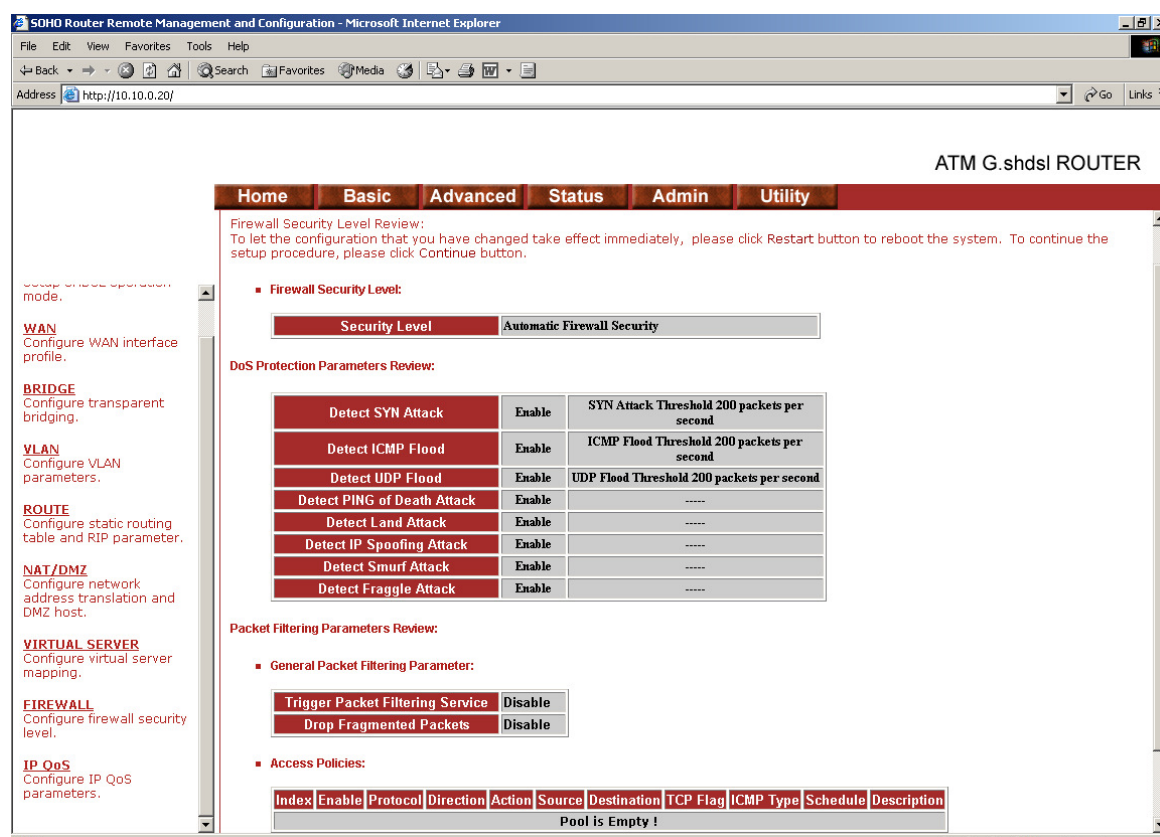 SOHO Router Remote Management and Configuration - Microsoft Internet Explorer
File Edit View Favorites Tools Help
Back Search Favorites Media
Address http://10.10.0.20/ Go Links
ATM G.shdsl ROUTER
Home Basic Advanced Status Admin Utility
mode.
WAN
Configure WAN interface
profile.
BRIDGE
Configure transparent
bridging.
VLAN
Configure VLAN
parameters.
ROUTE
Configure static routing
table and RIP parameter.
NAT/DMZ
Configure network
address translation and
DMZ host.
VIRTUAL SERVER
Configure virtual server
mapping.
FIREWALL
Configure firewall security
level.
IP QoS
Configure IP QoS
parameters.
Firewall Security Level Review:
To let the configuration that you have changed take effect immediately, please click Restart button to reboot the system. To continue the
setup procedure, please click Continue button.
Firewall Security Level:
Security Level Automatic Firewall Security
DoS Protection Parameters Review:
Detect SYN Attack Enable SYN Attack Threshold 200 packets per
second
Detect ICMP Flood Enable ICMP Flood Threshold 200 packets per
second
Detect UDP Flood Enable UDP Flood Threshold 200 packets per second
Detect PING of Death Attack Enable -----
Detect Land Attack Enable -----
Detect IP Spoofing Attack Enable -----
Detect Smurf Attack Enable -----
Detect Fraggle Attack Enable -----
Packet Filtering Parameters Review:
General Packet Filtering Parameter:
Trigger Packet Filtering Service Disable
Drop Fragmented Packets Disable
Access Policies:
Index Enable Protocol Direction Action Source Destination TCP Flag ICMP Type Schedule Description
Pool is Empty !